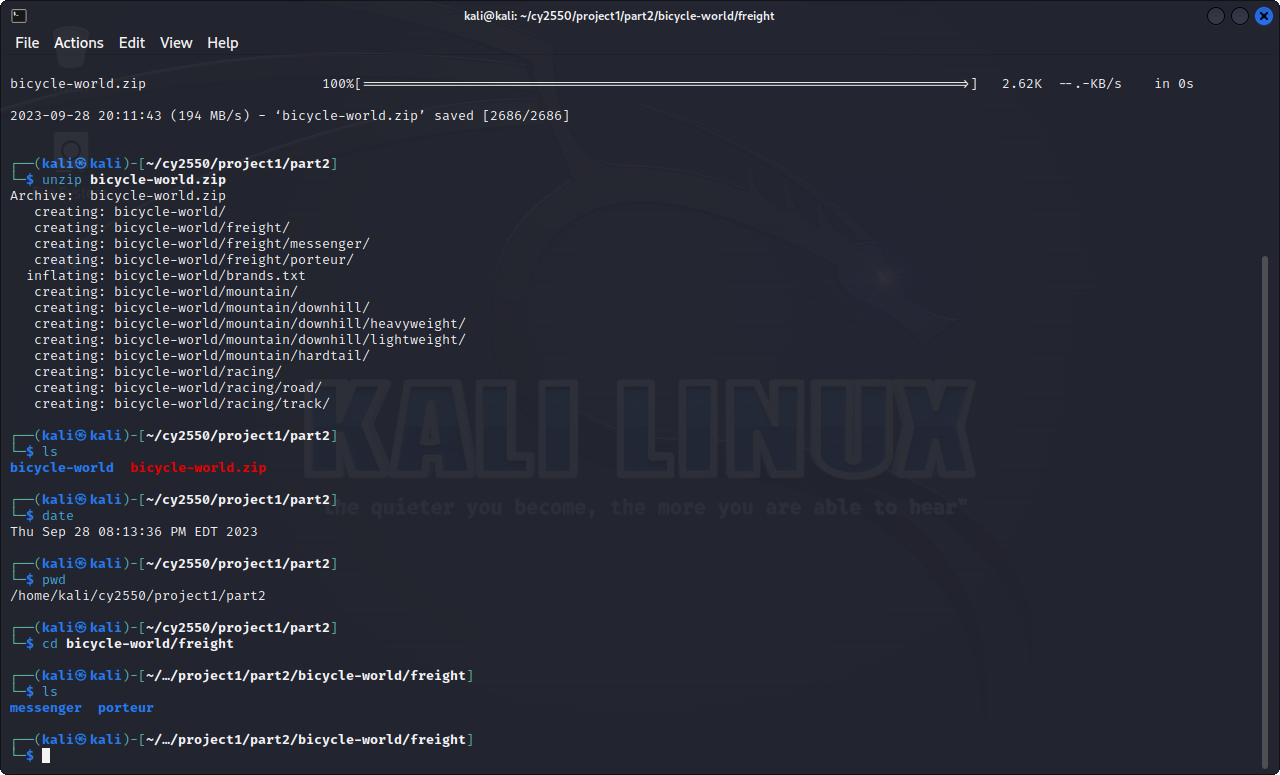 kali@kali: ~/cy2550/project1/part2/bicycle-world/freight
File Actions Edit View Help
bicycle-world.zip 100%[===================================================>] 2.62K --.-KB/s in 0s
2023-09-28 20:11:43 (194 MB/s) - ‘bicycle-world.zip’ saved [2686/2686]
┌──(kali㉿kali)-[~/cy2550/project1/part2]
└─$ unzip bicycle-world.zip
Archive:  bicycle-world.zip
   creating: bicycle-world/
   creating: bicycle-world/freight/
   creating: bicycle-world/freight/messenger/
   creating: bicycle-world/freight/porteur/
  inflating: bicycle-world/brands.txt
   creating: bicycle-world/mountain/
   creating: bicycle-world/mountain/downhill/
   creating: bicycle-world/mountain/downhill/heavyweight/
   creating: bicycle-world/mountain/downhill/lightweight/
   creating: bicycle-world/mountain/hardtail/
   creating: bicycle-world/racing/
   creating: bicycle-world/racing/road/
   creating: bicycle-world/racing/track/
┌──(kali㉿kali)-[~/cy2550/project1/part2]
└─$ ls
bicycle-world  bicycle-world.zip
┌──(kali㉿kali)-[~/cy2550/project1/part2]
└─$ date
Thu Sep 28 08:13:36 PM EDT 2023
┌──(kali㉿kali)-[~/cy2550/project1/part2]
└─$ pwd
/home/kali/cy2550/project1/part2
┌──(kali㉿kali)-[~/cy2550/project1/part2]
└─$ cd bicycle-world/freight
┌──(kali㉿kali)-[~/…/project1/part2/bicycle-world/freight]
└─$ ls
messenger  porteur
┌──(kali㉿kali)-[~/…/project1/part2/bicycle-world/freight]
└─$
KALI LINUX
the quieter you become, the more you are able to hear"